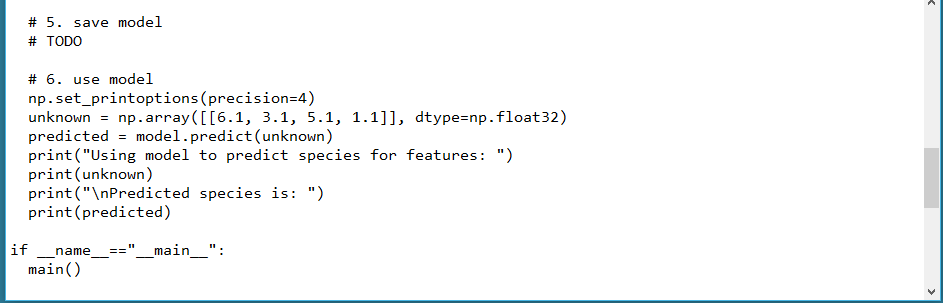 # 5. save model
# TODO
# 6. use model
np.set_printoptions(precision=4)
unknown = np.array([[6.1, 3.1, 5.1, 1.1]], dtype=np.float32)
predicted = model.predict(unknown)
print("Using model to predict species for features: ")
print(unknown)
print("\nPredicted species is: ")
print(predicted)
if __name__=="__main__":
main()